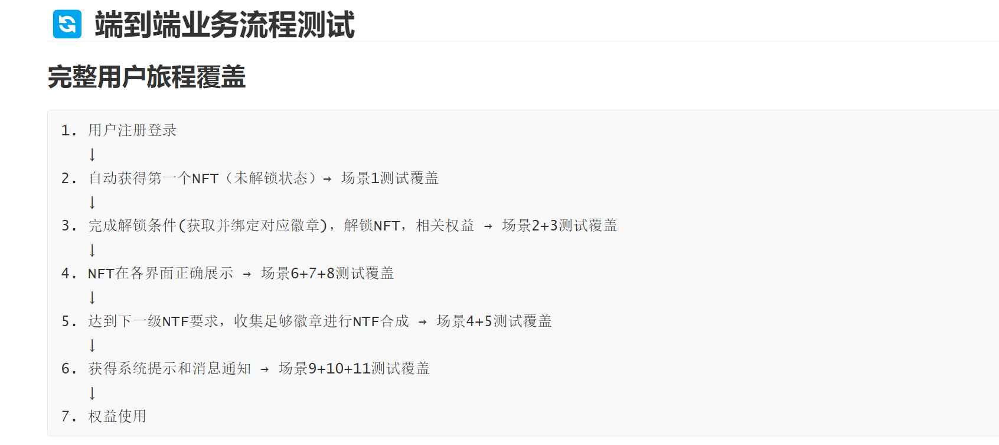 端到端业务流程测试
完整用户旅程覆盖
1. 用户注册登录
↓
2. 自动获得第一个NFT（未解锁状态）→ 场景1测试覆盖
↓
3. 完成解锁条件(获取并绑定对应徽章)，解锁NFT，相关权益 → 场景2+3测试覆盖
↓
4. NFT在各界面正确展示 → 场景6+7+8测试覆盖
↓
5. 达到下一级NTF要求，收集足够徽章进行NTF合成 → 场景4+5测试覆盖
↓
6. 获得系统提示和消息通知 → 场景9+10+11测试覆盖
↓
7. 权益使用